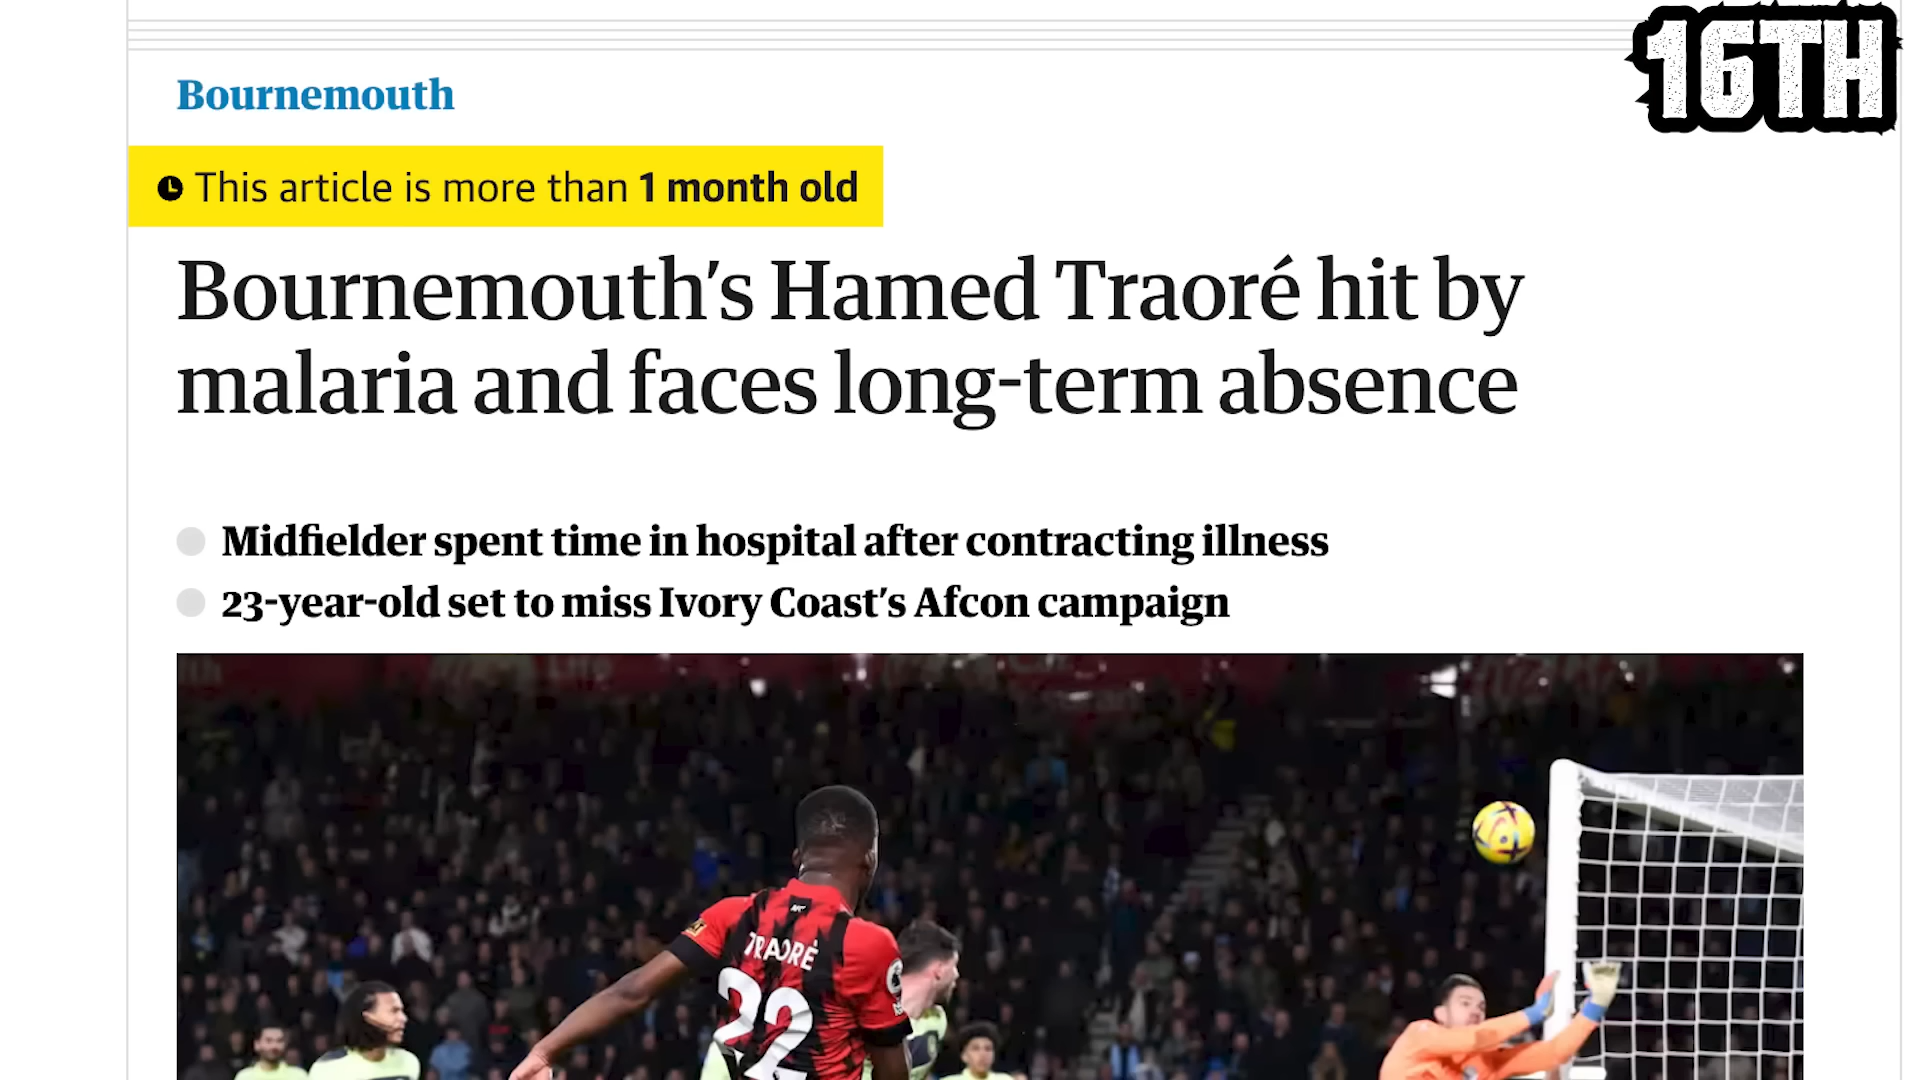 16TH
Bournemouth
This article is more than 1 month old
Bournemouth’s Hamed Traoré hit by
malaria and faces long-term absence
Midfielder spent time in hospital after contracting illness
23-year-old set to miss Ivory Coast’s Afcon campaign
TRAORÉ
22